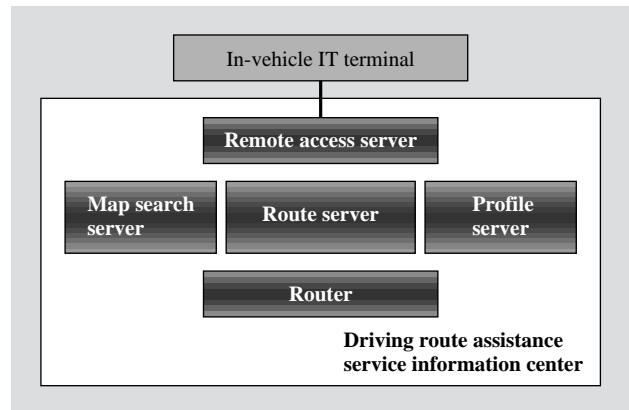 In-vehicle IT terminal
Remote access server
Map search
server
Route server
Profile
server
Router
Driving route assistance
service information center